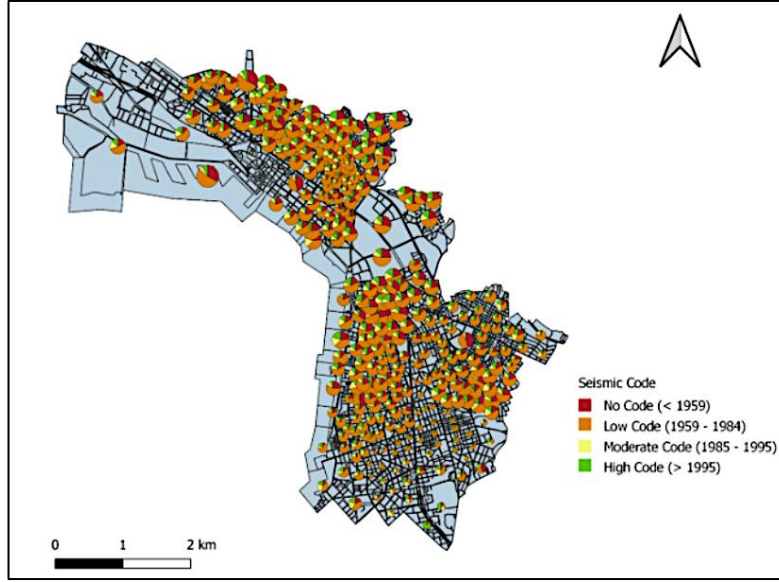 Seismic Code
No Code (< 1959)
Low Code (1959 - 1984)
Moderate Code (1985 - 1995)
High Code (> 1995)
0 1 2 km